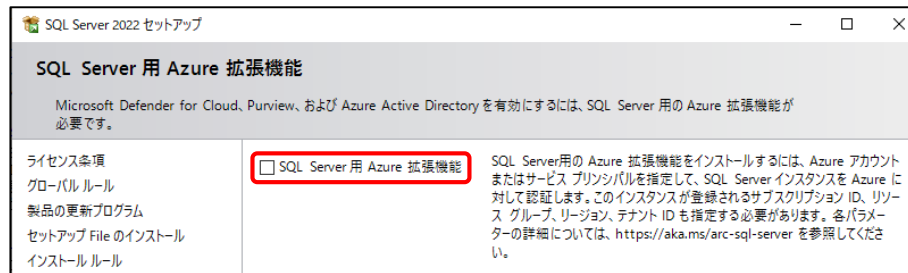 SQL Server 2022 セットアップ
SQL Server 用 Azure 拡張機能
Microsoft Defender for Cloud、Purview、および Azure Active Directory を有効にするには、SQL Server 用の Azure 拡張機能が
必要です。
ライセンス条項
グローバル ルール
製品の更新プログラム
セットアップ File のインストール
インストール ルール
SQL Server 用 Azure 拡張機能
SQL Server用の Azure 拡張機能をインストールするには、Azure アカウント
またはサービス プリンシパルを指定して、SQL Server インスタンスを Azure に
対して認証します。このインスタンスが登録されるサブスクリプション ID、リソー
ス グループ、リージョン、テナント ID も指定する必要があります。各パラメー
ターの詳細については、https://aka.ms/arc-sql-server を参照してくださ
い。